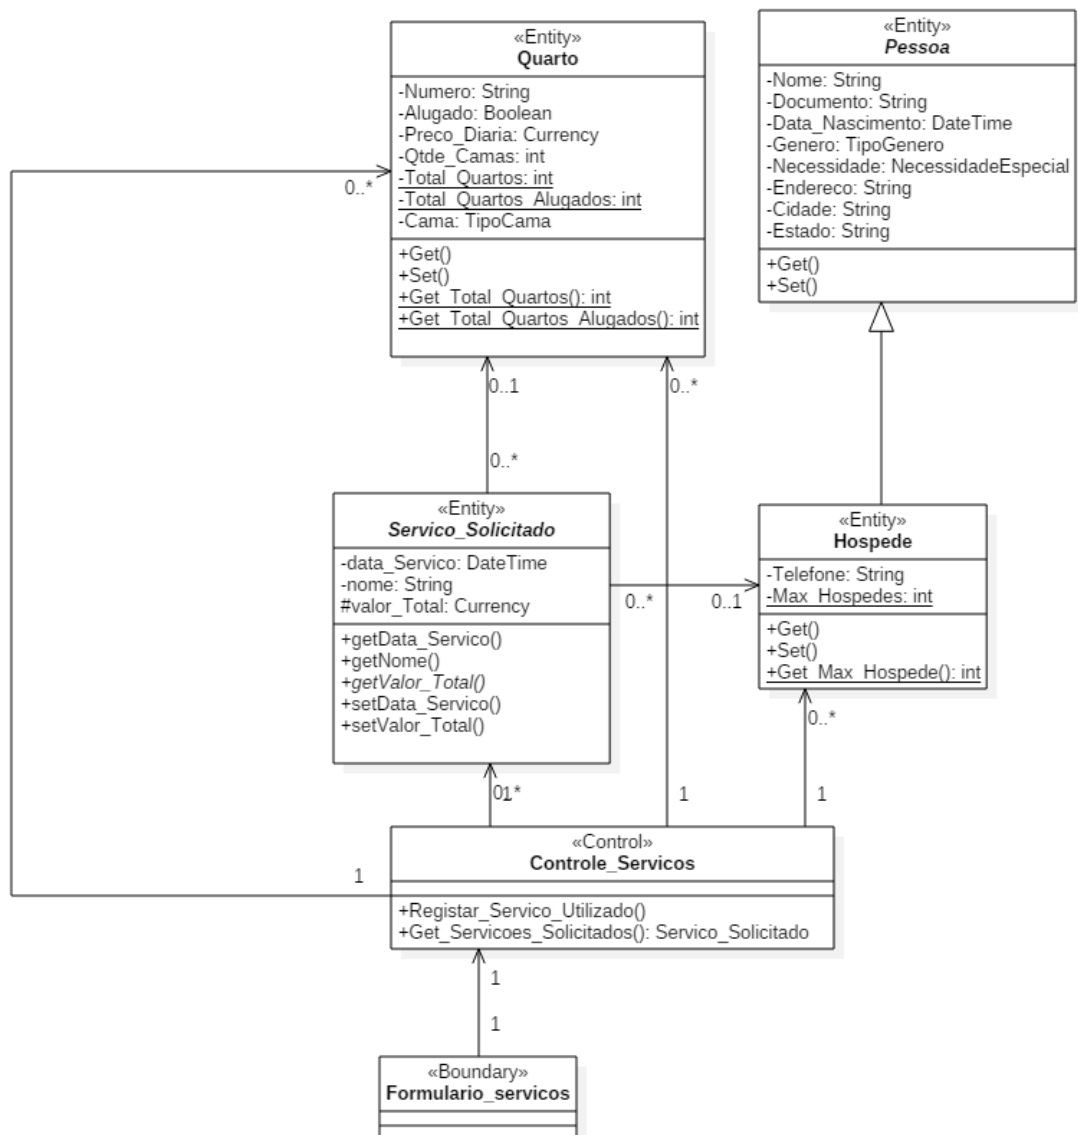 «Entity»
Quarto
-Numero: String
-Alugado: Boolean
-Preco_Diaria: Currency
-Qtde_Camas: int
-Total_Quartos: int
-Total_Quartos_Alugados: int
-Cama: TipoCama
+Get()
+Set()
+Get_Total_Quartos(): int
+Get_Total_Quartos_Alugados(): int
«Entity»
Pessoa
-Nome: String
-Documento: String
-Data_Nascimento: DateTime
-Genero: TipoGenero
-Necessidade: NecessidadeEspecial
-Endereco: String
-Cidade: String
-Estado: String
+Get()
+Set()
0..*
0..1
0..*
0..*
«Entity»
Servico_Solicitado
-data_Servico: DateTime
-nome: String
#valor_Total: Currency
+getData_Servico()
+getNome()
+getValor_Total()
+setData_Servico()
+setValor_Total()
0..*
0..1
«Entity»
Hospede
-Telefone: String
-Max_Hospedes: int
+Get()
+Set()
+Get_Max_Hospede(): int
0..*
1
1
1
«Control»
Controle_Servicos
+Registar_Servico_Utilizado()
+Get_Servicoes_Solicitados(): Servico_Solicitado
1
1
«Boundary»
Formulario_servicos